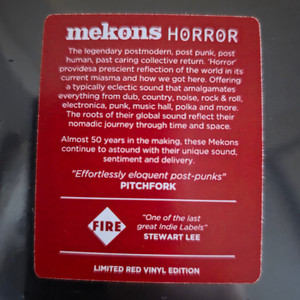 mekons HORROR
The legendary postmodern, post punk, post
human, past caring collective return. ‘Horror’
providesa prescient reflection of the world in its
current miasma and how we got here. Offering
a typically eclectic sound that amalgamates
everything from dub, country, noise, rock & roll,
electronica, punk, music hall, polka and more.
The roots of their global sound reflect their
nomadic journey through time and space.
Almost 50 years in the making, these Mekons
continue to astound with their unique sound,
sentiment and delivery.
"Effortlessly eloquent post-punks"
PITCHFORK
FIRE
"One of the last
great Indie Labels"
STEWART LEE
LIMITED RED VINYL EDITION